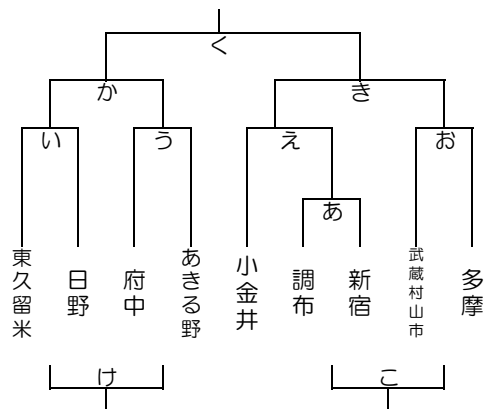 く
か
き
い
う
え
お
あ
東久留米
日野
府中
あきる野
小金井
調布
新宿
武蔵村山市
多摩
け
こ